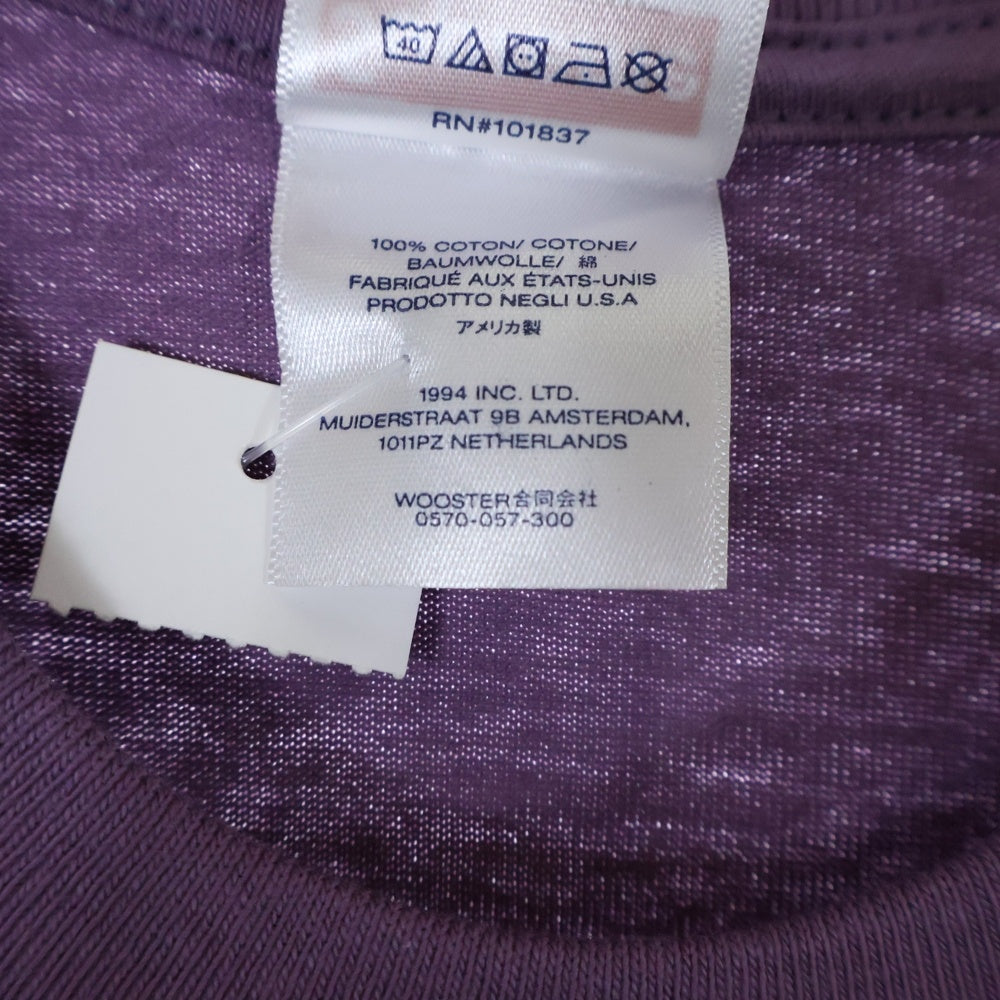 40
RN#101837
100% COTON/ COTONE/
BAUMWOLLE/ 綿
FABRIQUÉ AUX ÉTATS-UNIS
PRODOTTO NEGLI U.S.A
アメリカ製
1994 INC. LTD.
MUIDERSTRAAT 9B AMSTERDAM,
1011PZ NETHERLANDS
WOOSTER合同会社
0570-057-300